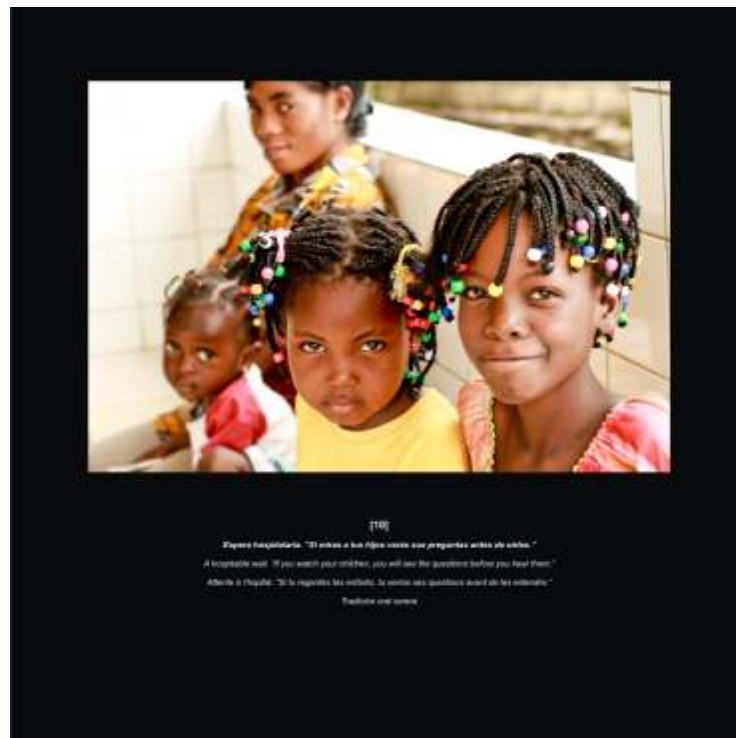 [10]
Espera hospitalaria. "Si miras a tus hijos verás sus preguntas antes de oírlas."
A hospitable wait. "If you watch your children, you will see the questions before you hear them."
Attente à l'hopital. "Si tu regardes les enfants, tu verras ses questions avant de les entendre."
Tradición oral